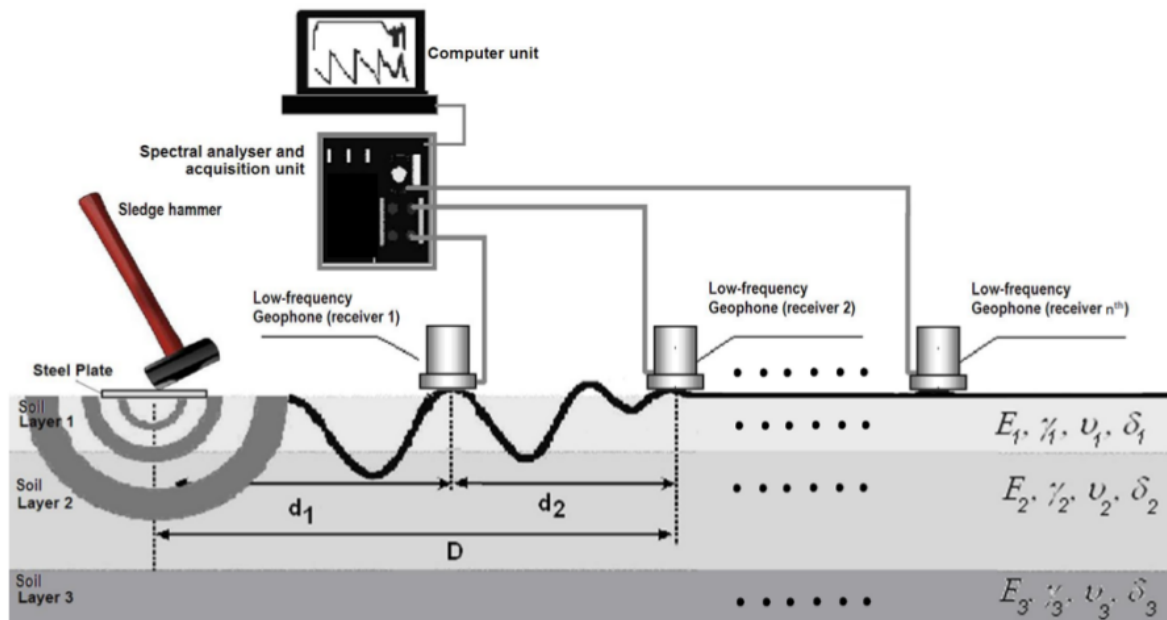 Computer unit
Spectral analyser and
acquisition unit
Sledge hammer
Low-frequency
Geophone (receiver 1)
Low-frequency
Geophone (receiver 2)
Low-frequency
Geophone (receiver nth)
Steel Plate
Soil
Layer 1
E1, γ1, υ1, δ1
Soil
Layer 2
d1
d2
E2, γ2, υ2, δ2
D
Soil
Layer 3
E3, γ3, υ3, δ3